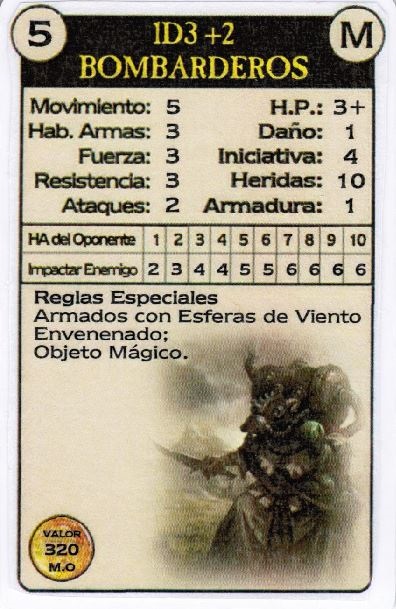 5 1D3 +2 M
BOMBARDEROS
Movimiento: 5 H.P.: 3+
Hab. Armas: 3 Daño: 1
Fuerza: 3 Iniciativa: 4
Resistencia: 3 Heridas: 10
Ataques: 2 Armadura: 1
HA del Oponente 1 2 3 4 5 6 7 8 9 10
Impactar Enemigo 2 3 4 4 5 5 6 6 6 6
Reglas Especiales
Armados con Esferas de Viento
Envenenado;
Objeto Mágico.
VALOR
320
M.O